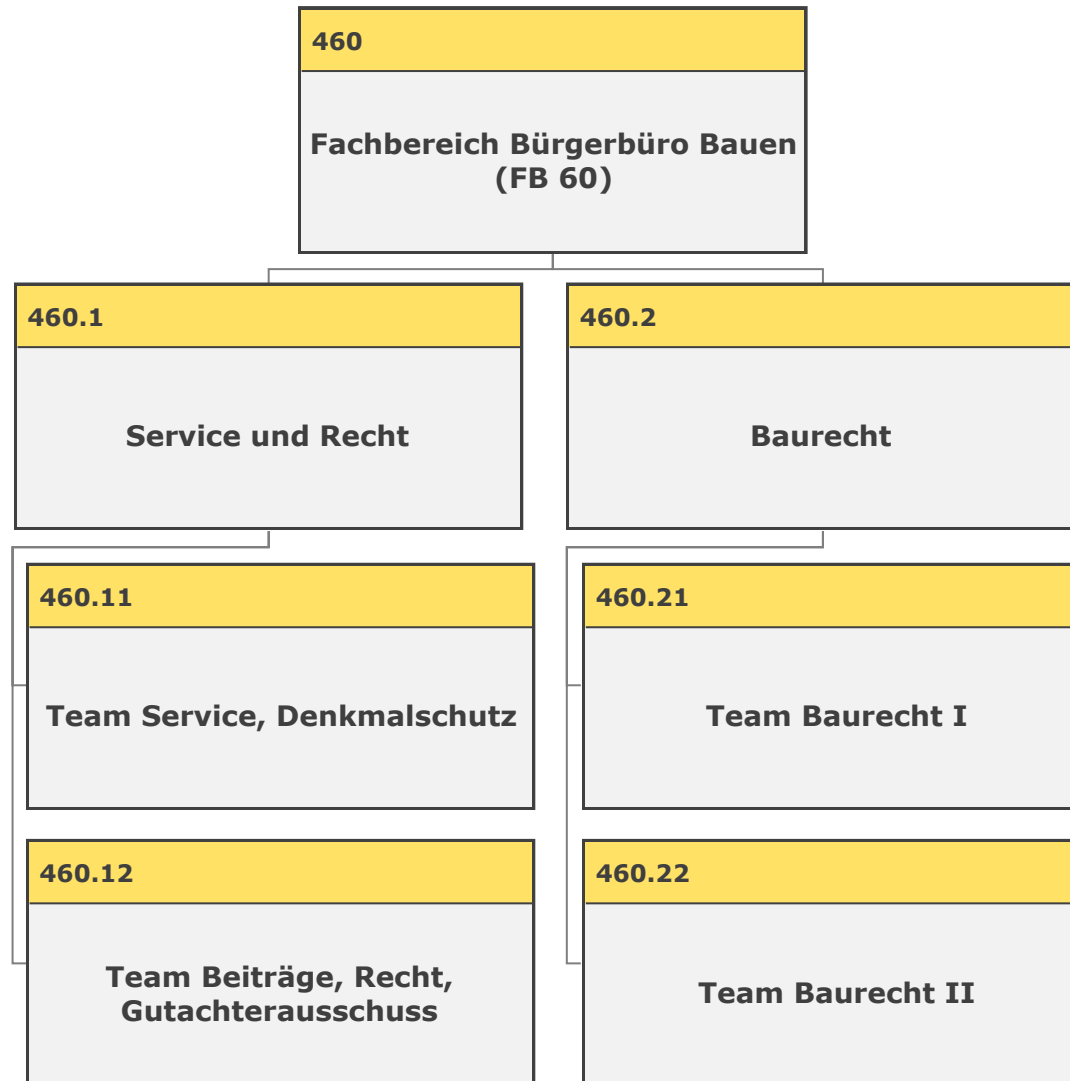 460
Fachbereich Bürgerbüro Bauen
(FB 60)
460.1
Service und Recht
460.2
Baurecht
460.11
Team Service, Denkmalschutz
460.21
Team Baurecht I
460.12
Team Beiträge, Recht,
Gutachterausschuss
460.22
Team Baurecht II